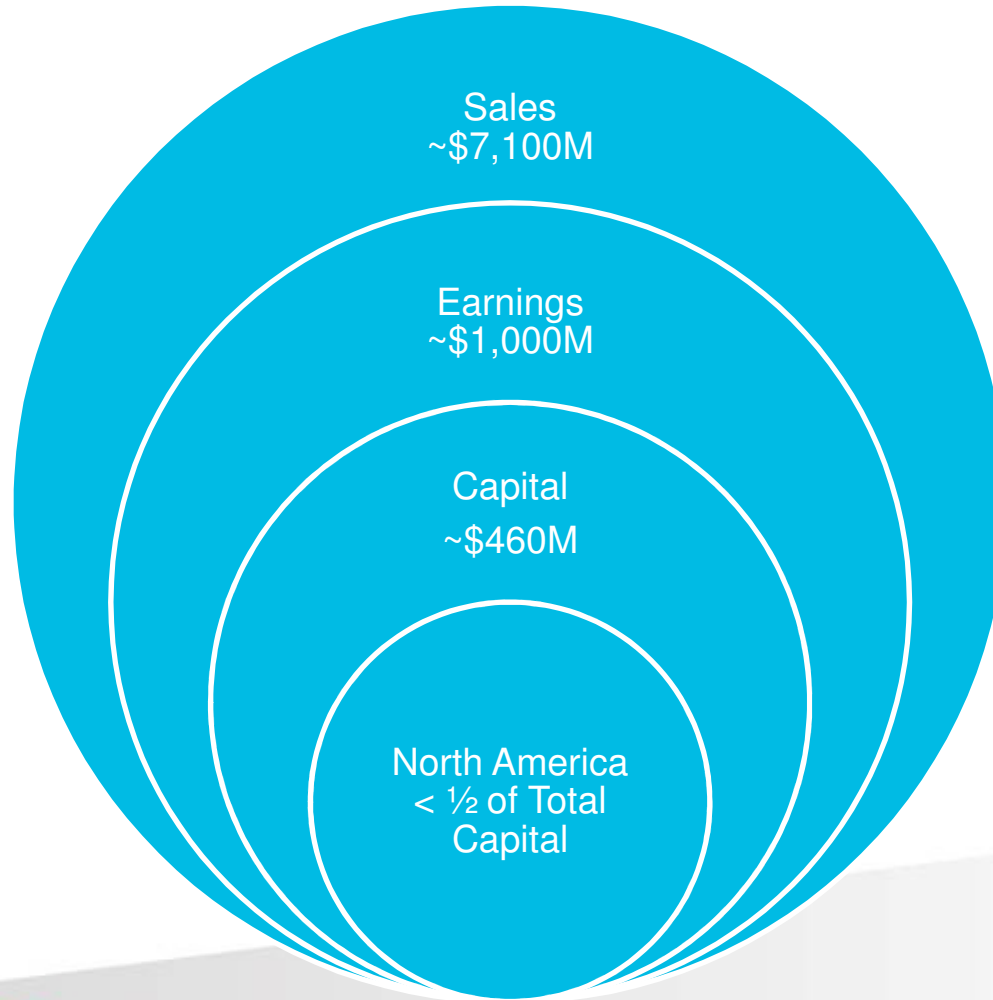 Sales
~$7,100M
Earnings
~$1,000M
Capital
~$460M
North America
< ½ of Total
Capital